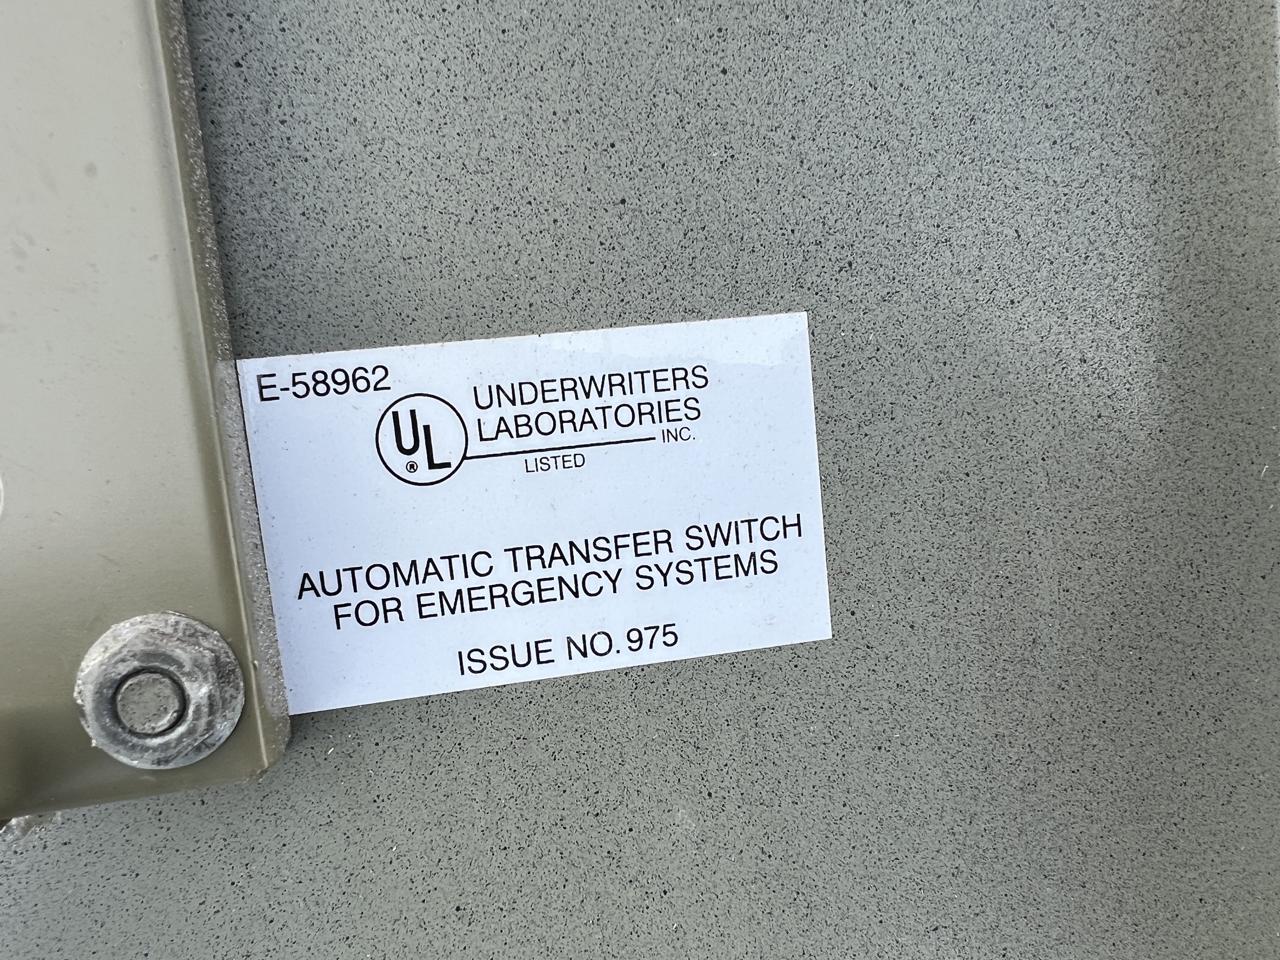 E-58962
UL®
UNDERWRITERS
LABORATORIES
INC.
LISTED
AUTOMATIC TRANSFER SWITCH
FOR EMERGENCY SYSTEMS
ISSUE NO. 975